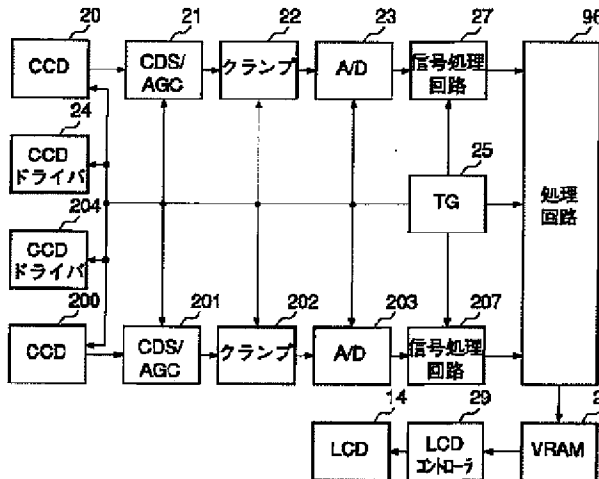 20
21
22
23
27
96
CCD
CDS/
AGC
クランプ
A/D
信号処理
回路
24
CCD
ドライバ
25
TG
処理
回路
204
CCD
ドライバ
200
201
202
203
207
CCD
CDS/
AGC
クランプ
A/D
信号処理
回路
14
29
LCD
LCD
コントローラ
VRAM